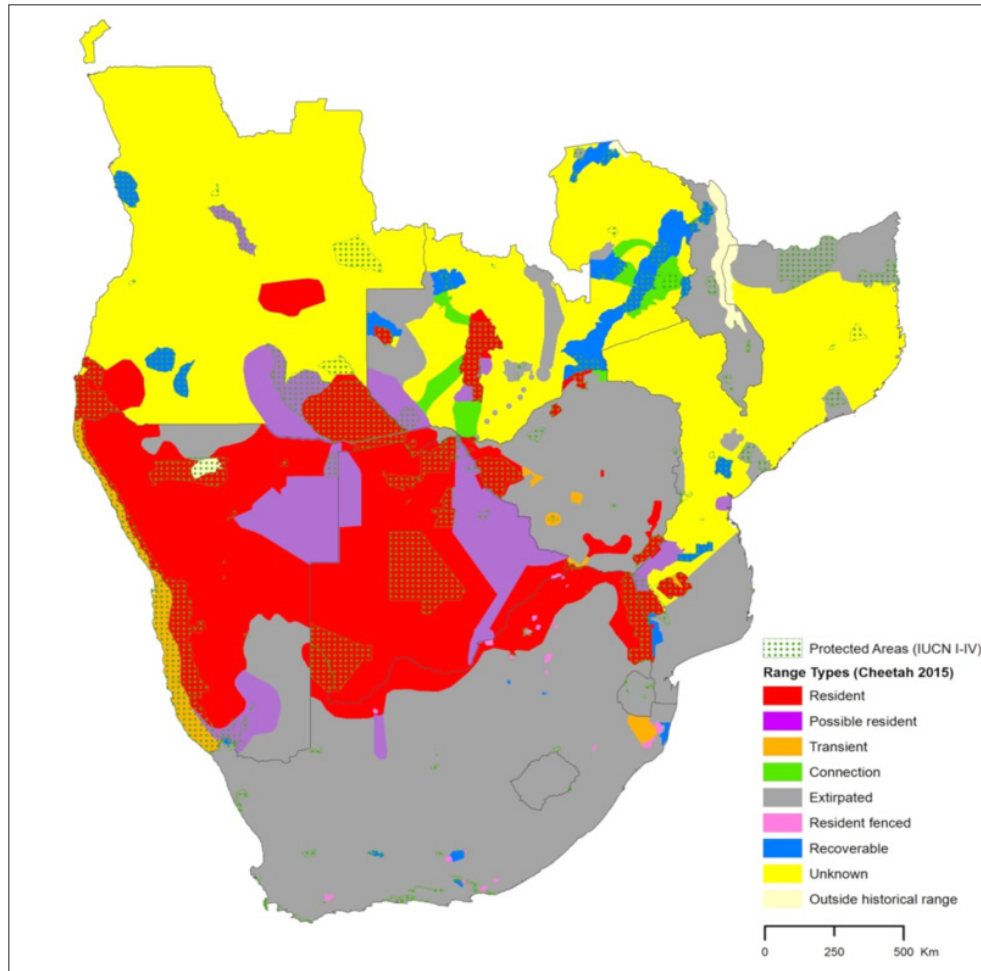 Protected Areas (IUCN I-IV)
Range Types (Cheetah 2015)
Resident
Possible resident
Transient
Connection
Extirpated
Resident fenced
Recoverable
Unknown
Outside historical range
0 250 500 Km